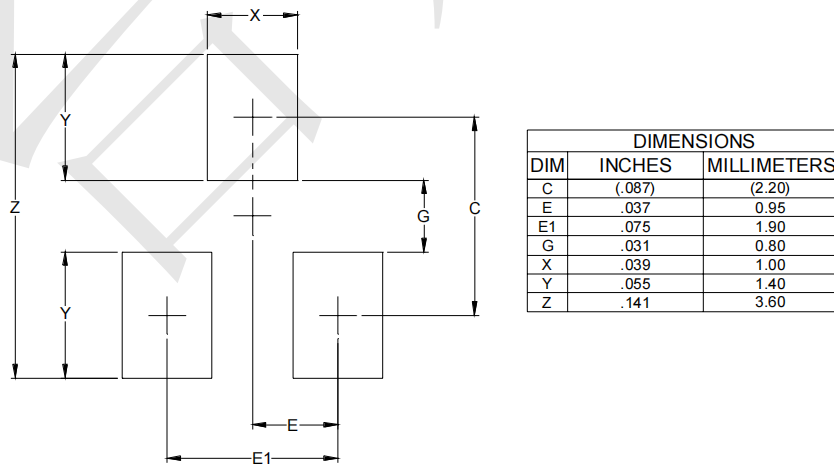 X
Y
Z
G
C
Y
E
E1
DIMENSIONS
DIM INCHES MILLIMETERS
C (.087) (2.20)
E .037 0.95
E1 .075 1.90
G .031 0.80
X .039 1.00
Y .055 1.40
Z .141 3.60